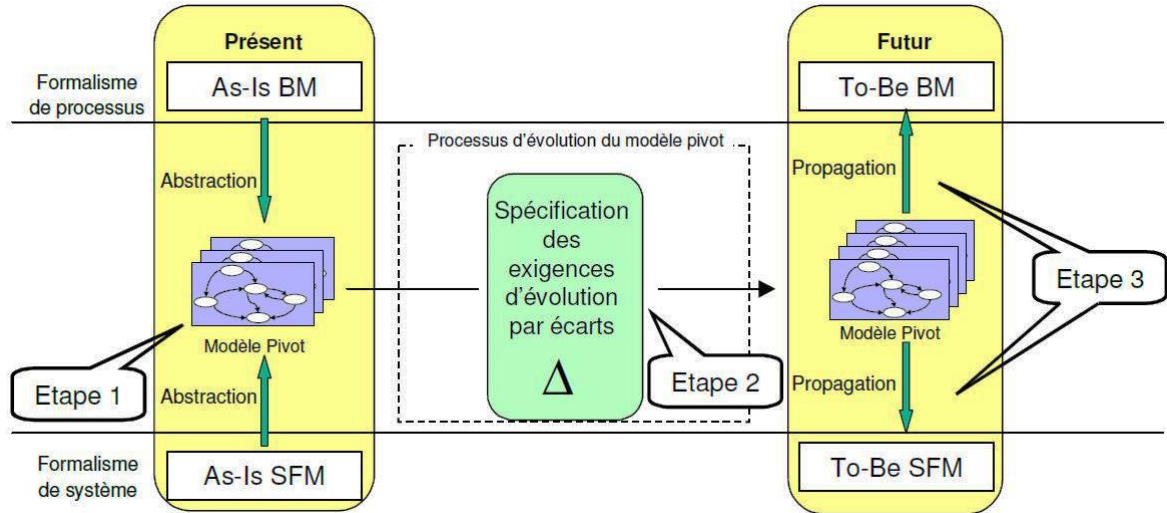 Présent
As-Is BM
Futur
To-Be BM
Formalisme
de processus
Processus d'évolution du modèle pivot
Abstraction
Propagation
Spécification
des
exigences
d'évolution
par écarts
Δ
Modèle Pivot
Modèle Pivot
Etape 1
Etape 2
Etape 3
Abstraction
Propagation
Formalisme
de système
As-Is SFM
To-Be SFM